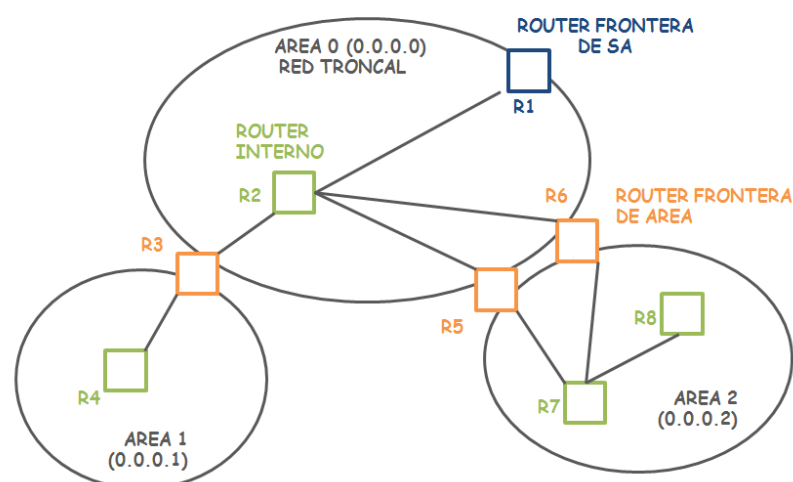 ROUTER FRONTERA
DE SA
AREA 0 (0.0.0.0)
RED TRONCAL
R1
ROUTER
INTERNO
R2
R6
ROUTER FRONTERA
DE AREA
R3
R5
R8
R4
R7
AREA 2
(0.0.0.2)
AREA 1
(0.0.0.1)